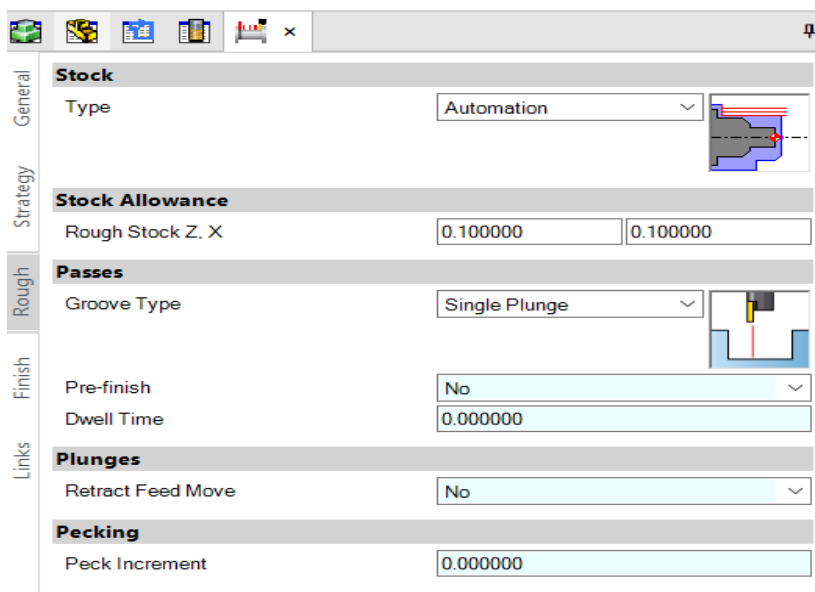 General
Strategy
Rough
Finish
Links
Stock
Type Automation
Stock Allowance
Rough Stock Z, X 0.100000 0.100000
Passes
Groove Type Single Plunge
Pre-finish No
Dwell Time 0.000000
Plunges
Retract Feed Move No
Pecking
Peck Increment 0.000000